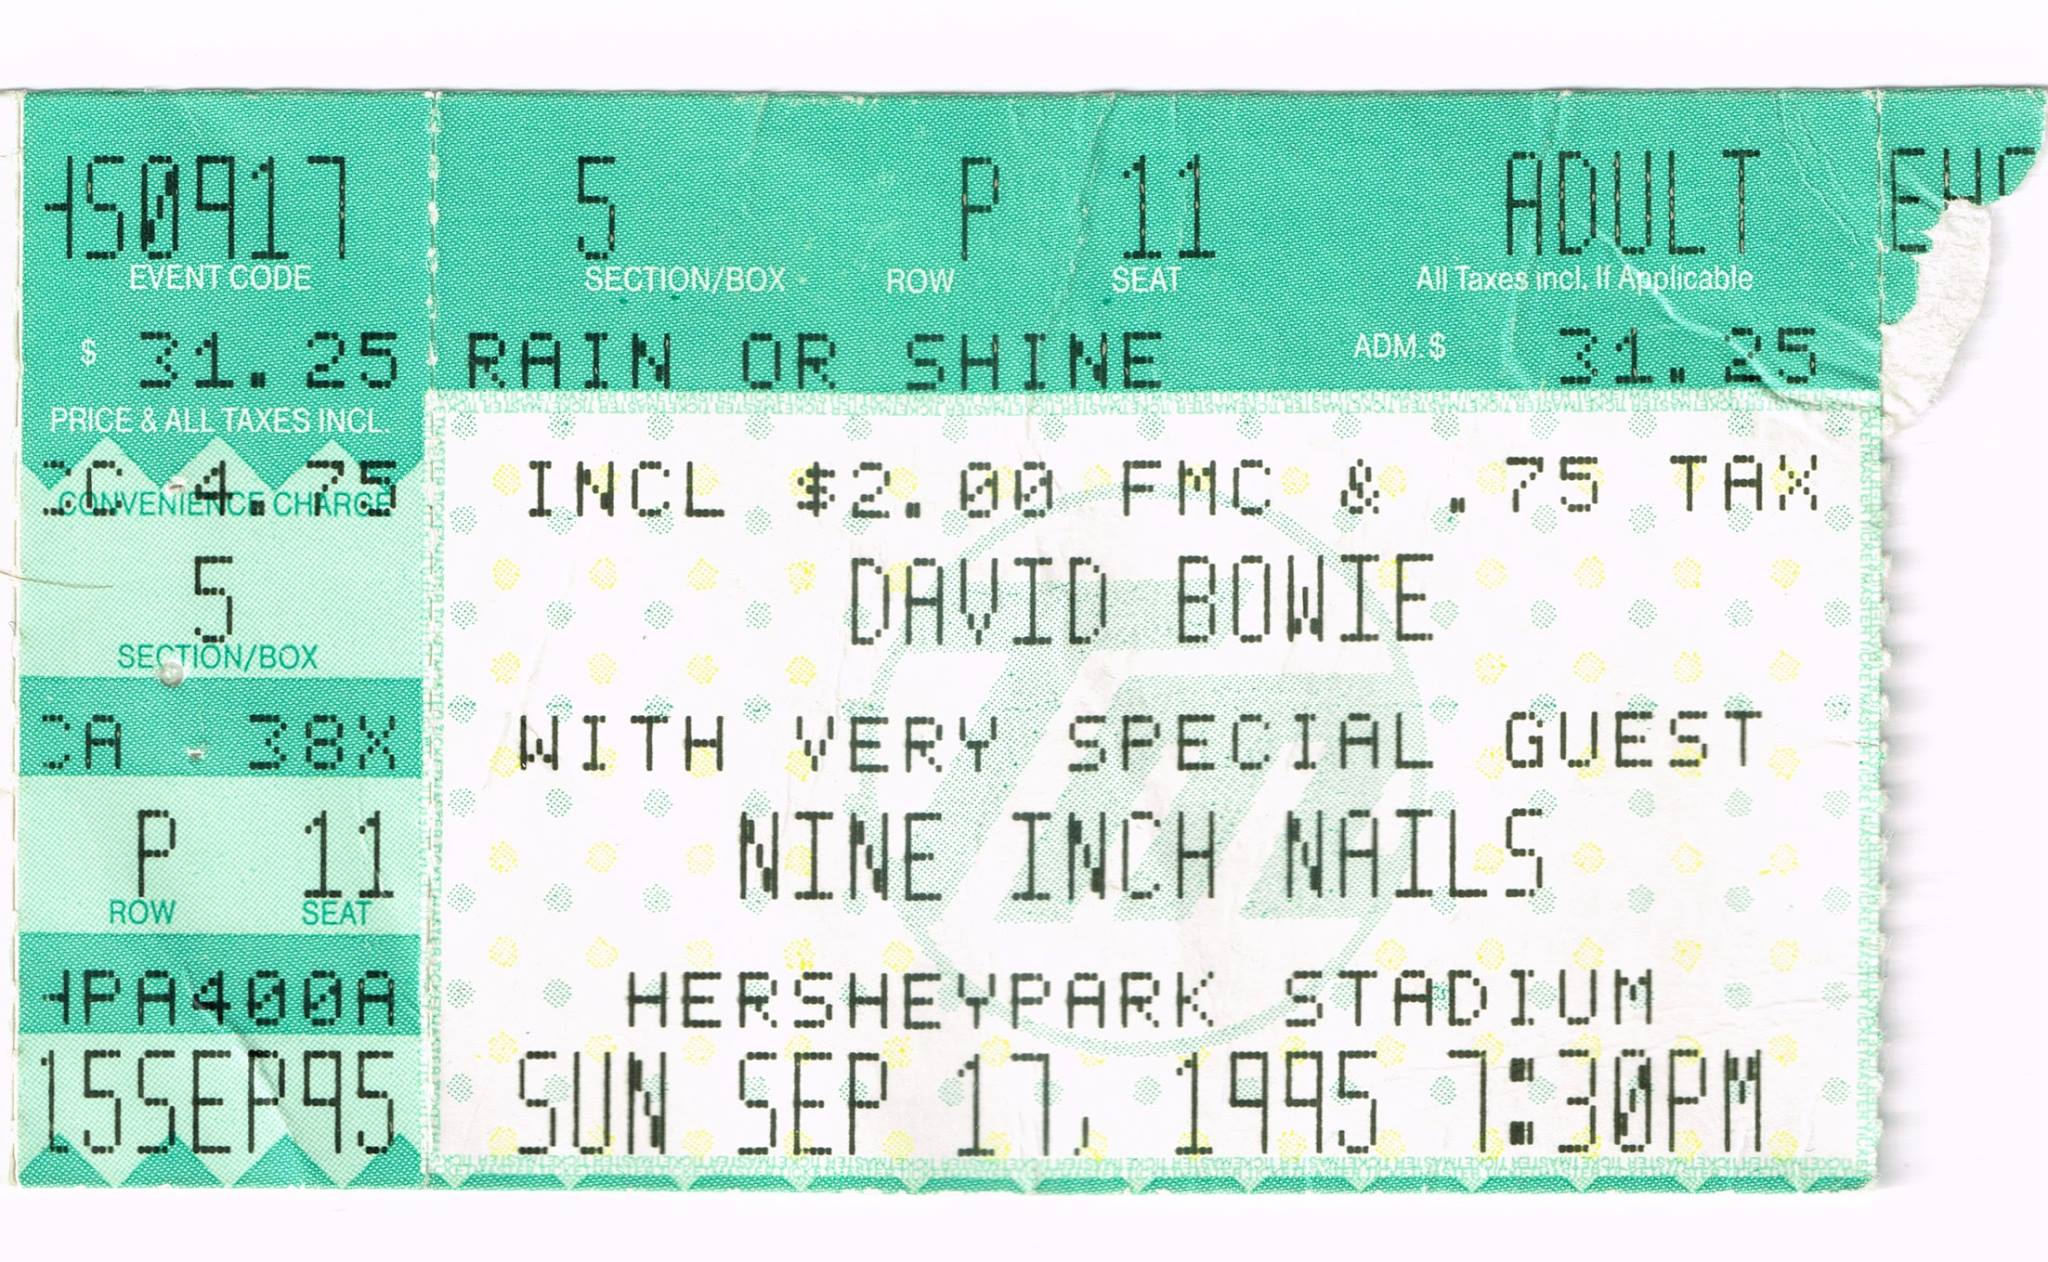 HS0917
EVENT CODE
$ 31.25
PRICE & ALL TAXES INCL.
CC 4.75
CONVENIENCE CHARGE
5
SECTION/BOX
CA 38X
P 11
ROW SEAT
HPA400A
15SEP95
5 P 11 ADULT
SECTION/BOX ROW SEAT All Taxes incl. If Applicable
RAIN OR SHINE ADM.$ 31.25
INCL $2.00 FMC & .75 TAX
DAVID BOWIE
WITH VERY SPECIAL GUEST
NINE INCH NAILS
HERSHEYPARK STADIUM
SUN SEP 17, 1995 7:30PM